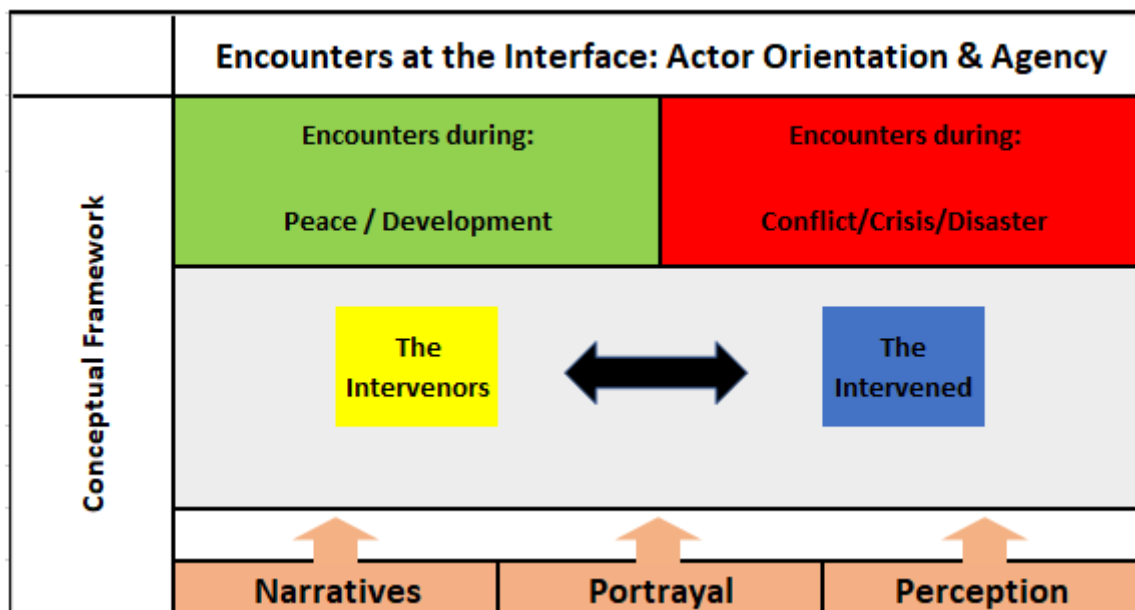 Encounters at the Interface: Actor Orientation & Agency
Conceptual Framework
Encounters during:
Peace / Development
Encounters during:
Conflict/Crisis/Disaster
The
Intervenors
The
Intervened
Narratives
Portrayal
Perception